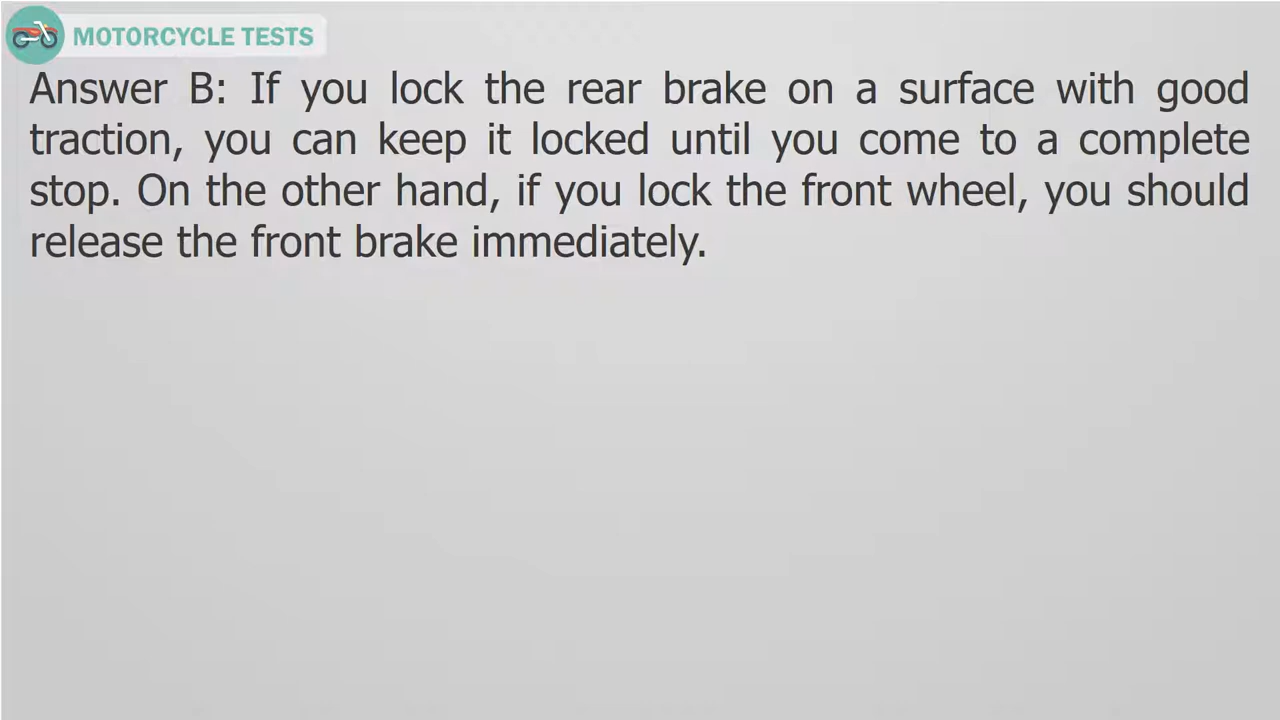 MOTORCYCLE TESTS
Answer B: If you lock the rear brake on a surface with good
traction, you can keep it locked until you come to a complete
stop. On the other hand, if you lock the front wheel, you should
release the front brake immediately.